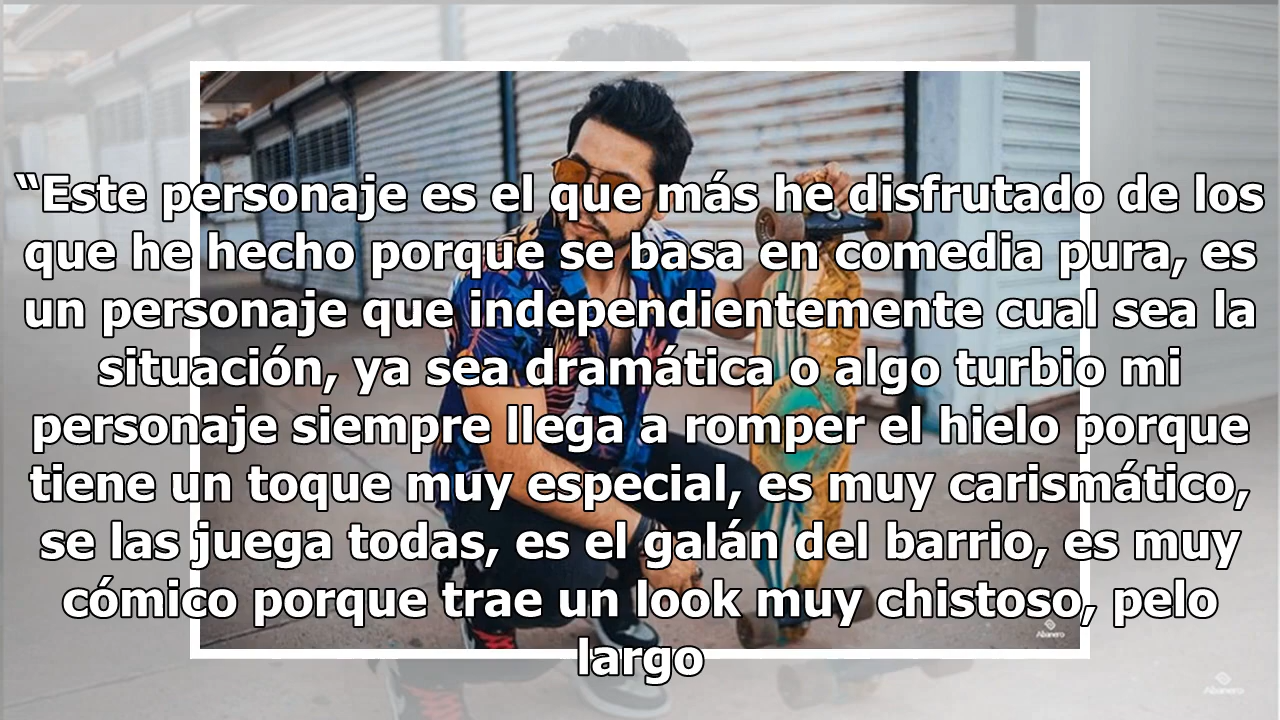 “Este personaje es el que más he disfrutado de los
que he hecho porque se basa en comedia pura, es
un personaje que independientemente cual sea la
situación, ya sea dramática o algo turbio mi
personaje siempre llega a romper el hielo porque
tiene un toque muy especial, es muy carismático,
se las juega todas, es el galán del barrio, es muy
cómico porque trae un look muy chistoso, pelo
largo
Abanero
Abanero